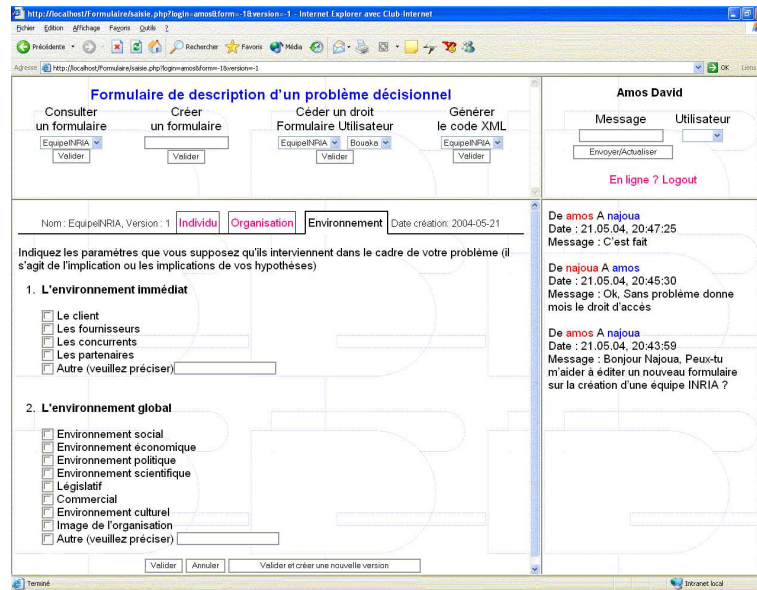 http://localhost/Formulaire/saisie.php?login=amos&form=-1&version=-1 - Internet Explorer avec Club-Internet
Fichier Edition Affichage Favoris Outils ?
Précédente Rechercher Favoris Média
Adresse http://localhost/Formulaire/saisie.php?login=amos&form=-1&version=-1 OK Liens
Formulaire de description d'un problème décisionnel
Consulter un formulaire
EquipeINRIA
Valider
Créer un formulaire
Valider
Céder un droit
Formulaire Utilisateur
EquipeINRIA Bouaka
Valider
Générer le code XML
EquipeINRIA
Valider
Amos David
Message Utilisateur
Envoyer/Actualiser
En ligne ? Logout
Nom : EquipeINRIA, Version : 1 Individu Organisation Environnement Date création: 2004-05-21
Indiquez les paramètres que vous supposez qu'ils interviennent dans le cadre de votre problème (il
s'agit de l'implication ou les implications de vos hypothèses)
1. L'environnement immédiat
Le client
Les fournisseurs
Les concurrents
Les partenaires
Autre (veuillez préciser)
2. L'environnement global
Environnement social
Environnement économique
Environnement politique
Environnement scientifique
Législatif
Commercial
Environnement culturel
Image de l'organisation
Autre (veuillez préciser)
Valider Annuler Valider et créer une nouvelle version
De amos A najoua
Date : 21.05.04, 20:47:25
Message : C'est fait
De najoua A amos
Date : 21.05.04, 20:45:30
Message : Ok, Sans problème donne
mois le droit d'accès
De amos A najoua
Date : 21.05.04, 20:43:59
Message : Bonjour Najoua, Peux-tu
m'aider à éditer un nouveau formulaire
sur la création d'une équipe INRIA ?
Terminé Intranet local